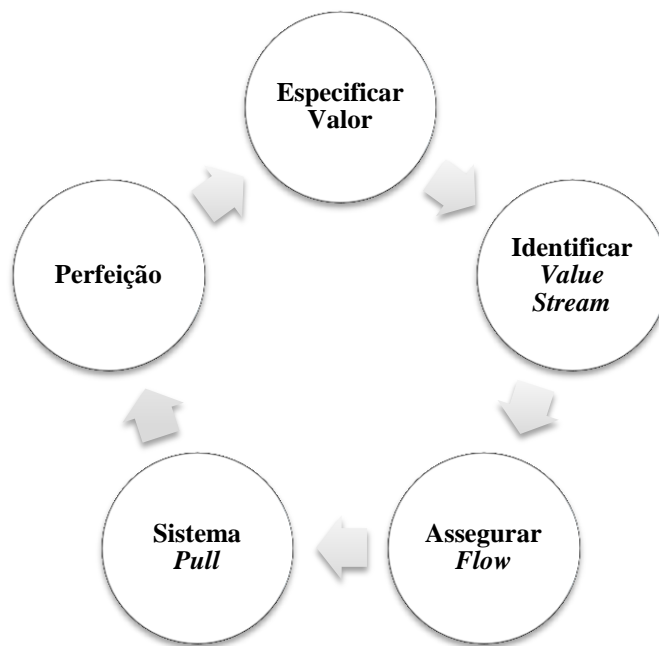 Especificar
Valor
Identificar
Value
Stream
Assegurar
Flow
Sistema
Pull
Perfeição